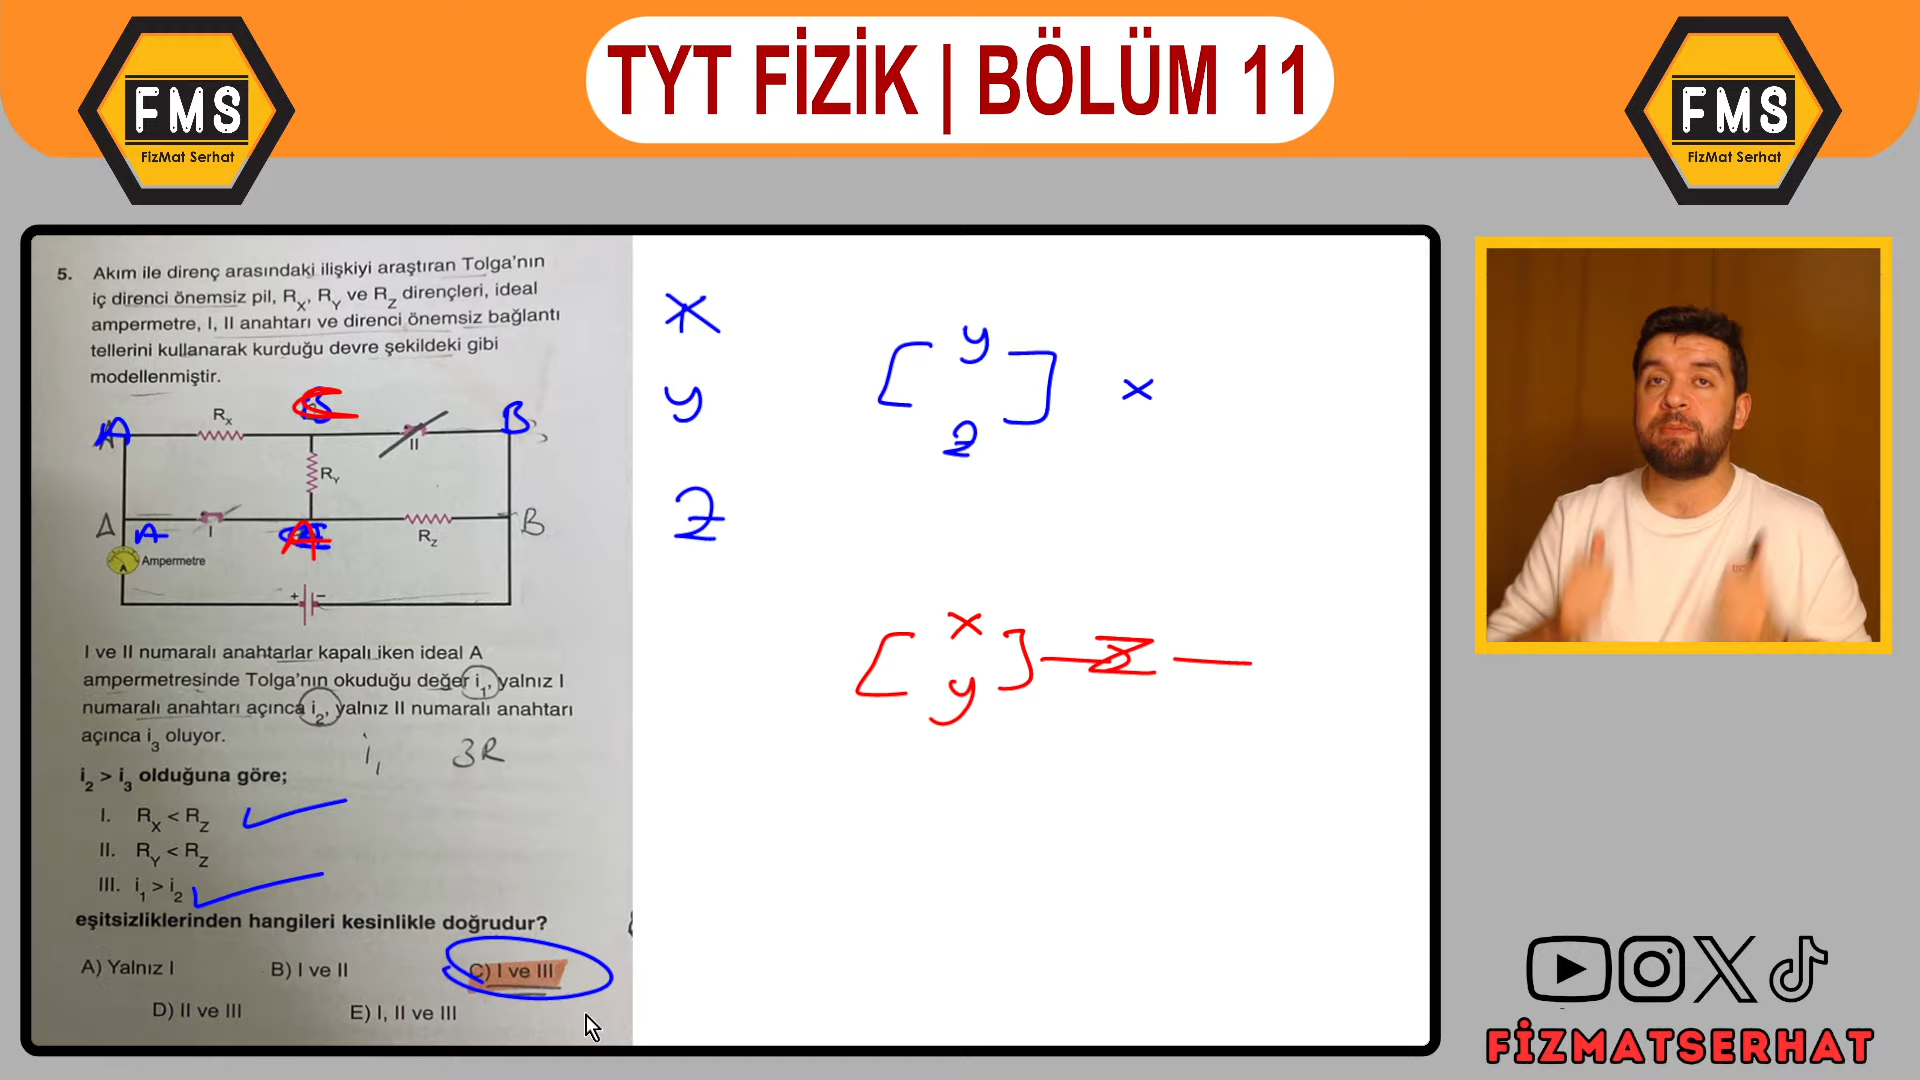 FMS
FizMat Serhat
TYT FİZİK | BÖLÜM 11
FMS
FizMat Serhat
5. Akım ile direnç arasındaki ilişkiyi araştıran Tolga'nın
iç direnci önemsiz pil, RX, RY ve RZ dirençleri, ideal
ampermetre, I, II anahtarı ve direnci önemsiz bağlantı
tellerini kullanarak kurduğu devre şekildeki gibi
modellenmiştir.
A
RX
B
II
RY
A
A
I
A
RZ
B
Ampermetre
A
+ −
I ve II numaralı anahtarlar kapalı iken ideal A
ampermetresinde Tolga'nın okuduğu değer i1, yalnız I
numaralı anahtarı açınca i2, yalnız II numaralı anahtarı
açınca i3 oluyor.
i1 3R
i2 > i3 olduğuna göre;
I. RX < RZ
II. RY < RZ
III. i1 > i2
eşitsizliklerinden hangileri kesinlikle doğrudur?
A) Yalnız I B) I ve II C) I ve III
D) II ve III E) I, II ve III
x
y
z
y
z
x
x
y
z
FİZMATSERHAT